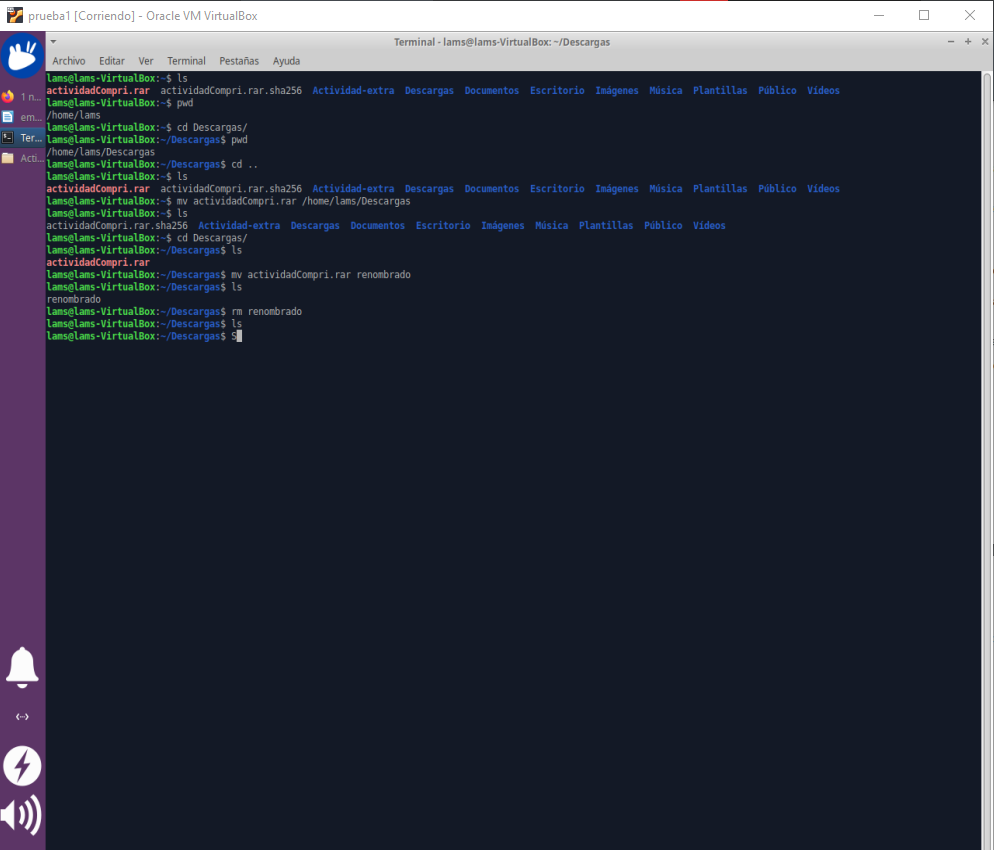 prueba1 [Corriendo] - Oracle VM VirtualBox
Terminal - lams@lams-VirtualBox: ~/Descargas
Archivo Editar Ver Terminal Pestañas Ayuda
1 n...
em...
Ter...
Acti...
lams@lams-VirtualBox:~$ ls
actividadCompri.rar actividadCompri.rar.sha256 Actividad-extra Descargas Documentos Escritorio Imágenes Música Plantillas Público Vídeos
lams@lams-VirtualBox:~$ pwd
/home/lams
lams@lams-VirtualBox:~$ cd Descargas/
lams@lams-VirtualBox:~/Descargas$ pwd
/home/lams/Descargas
lams@lams-VirtualBox:~/Descargas$ cd ..
lams@lams-VirtualBox:~$ ls
actividadCompri.rar actividadCompri.rar.sha256 Actividad-extra Descargas Documentos Escritorio Imágenes Música Plantillas Público Vídeos
lams@lams-VirtualBox:~$ mv actividadCompri.rar /home/lams/Descargas
lams@lams-VirtualBox:~$ ls
actividadCompri.rar.sha256 Actividad-extra Descargas Documentos Escritorio Imágenes Música Plantillas Público Vídeos
lams@lams-VirtualBox:~$ cd Descargas/
lams@lams-VirtualBox:~/Descargas$ ls
actividadCompri.rar
lams@lams-VirtualBox:~/Descargas$ mv actividadCompri.rar renombrado
lams@lams-VirtualBox:~/Descargas$ ls
renombrado
lams@lams-VirtualBox:~/Descargas$ rm renombrado
lams@lams-VirtualBox:~/Descargas$ ls
lams@lams-VirtualBox:~/Descargas$ S